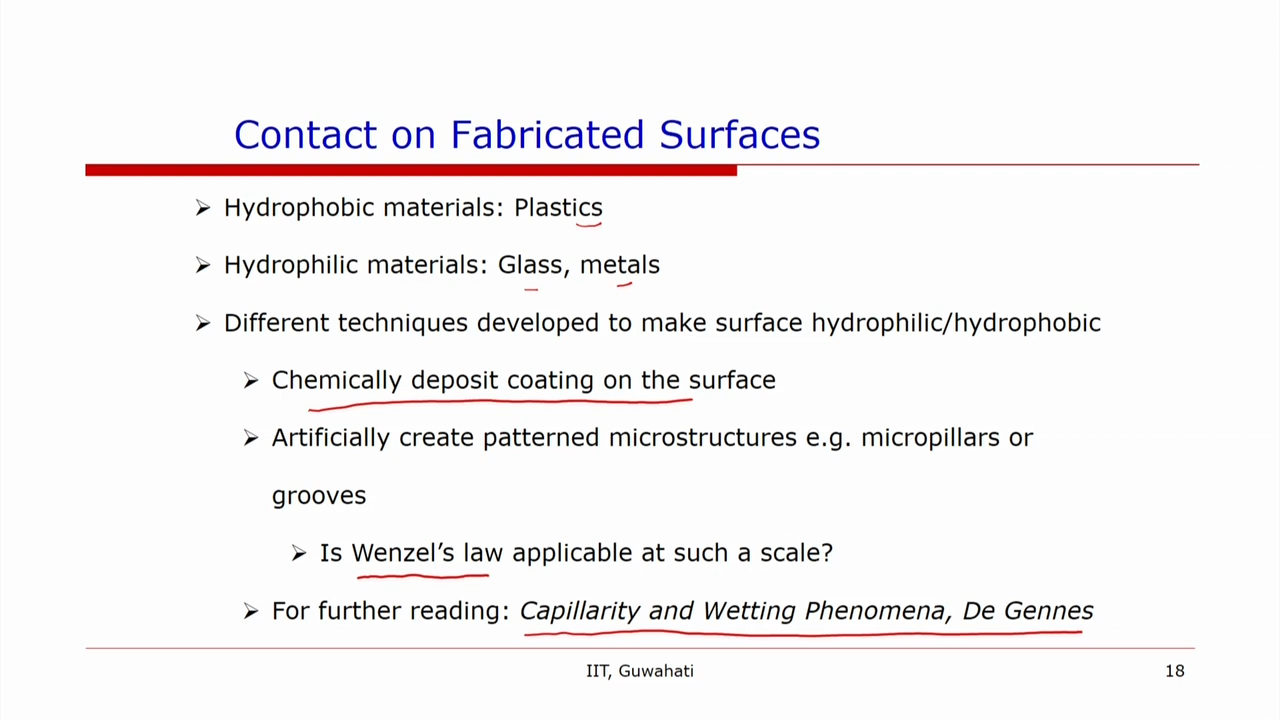 Contact on Fabricated Surfaces
➢ Hydrophobic materials: Plastics
➢ Hydrophilic materials: Glass, metals
➢ Different techniques developed to make surface hydrophilic/hydrophobic
➢ Chemically deposit coating on the surface
➢ Artificially create patterned microstructures e.g. micropillars or
grooves
➢ Is Wenzel’s law applicable at such a scale?
➢ For further reading: Capillarity and Wetting Phenomena, De Gennes
IIT, Guwahati
18